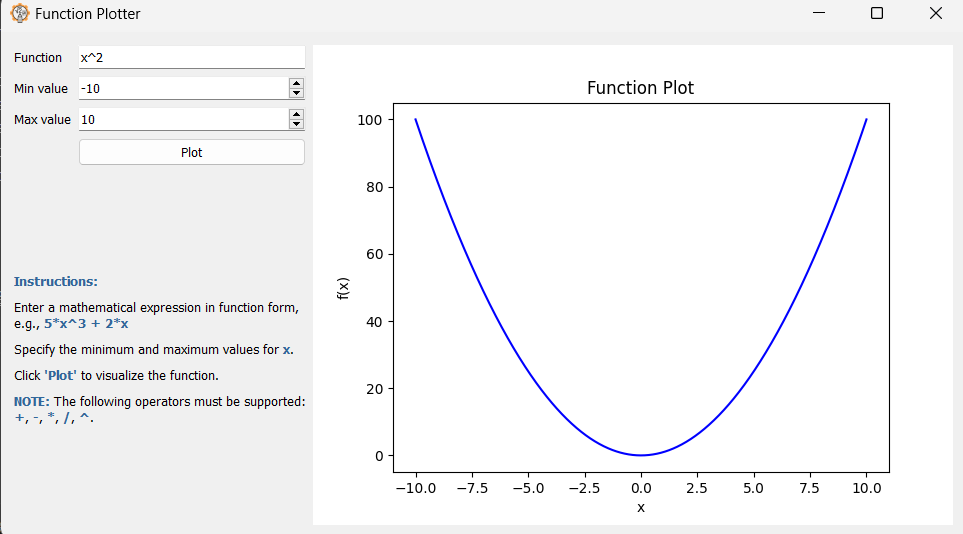 Function Plotter
Function x^2
Min value -10
Max value 10
Plot
Instructions:
Enter a mathematical expression in function form,
e.g., 5*x^3 + 2*x
Specify the minimum and maximum values for x.
Click 'Plot' to visualize the function.
NOTE: The following operators must be supported:
+, -, *, /, ^.
Function Plot
100
80
60
40
20
0
f(x)
−10.0 −7.5 −5.0 −2.5 0.0 2.5 5.0 7.5 10.0
x